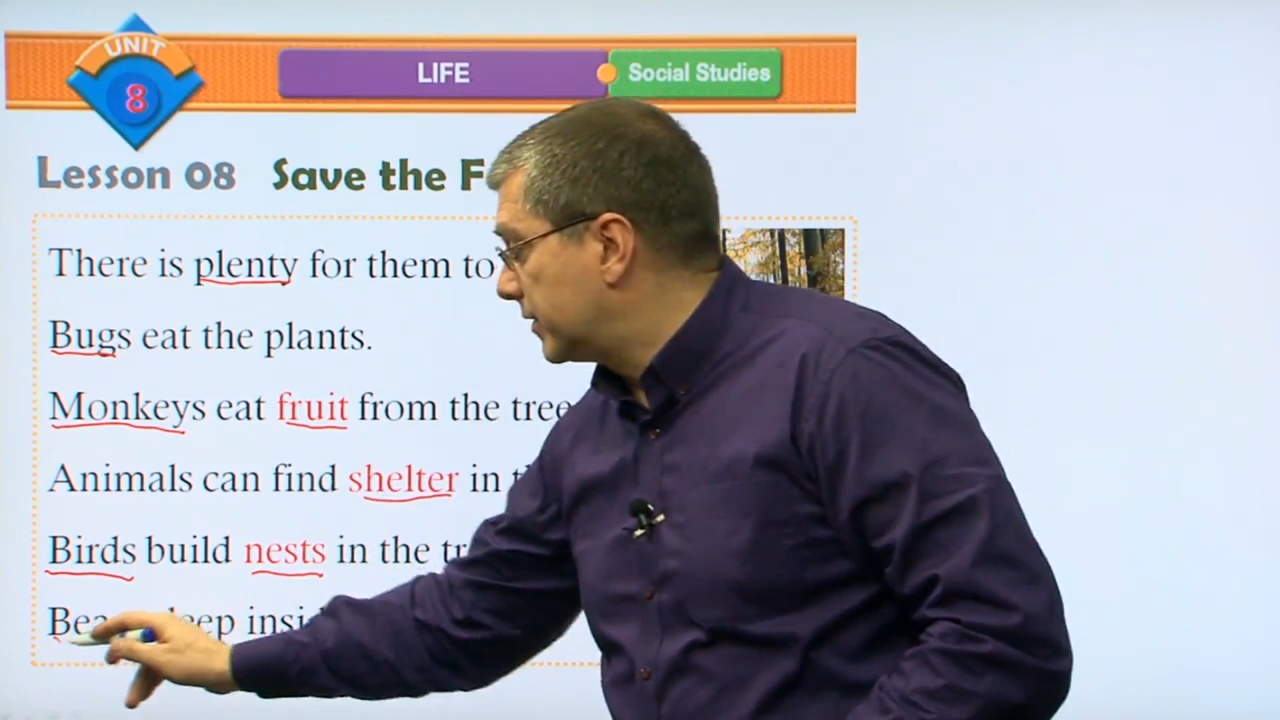 UNIT
8
LIFE
Social Studies
Lesson 08 Save the
There is plenty for them to
Bugs eat the plants.
Monkeys eat fruit from the
Animals can find shelter in
Birds build nests in the